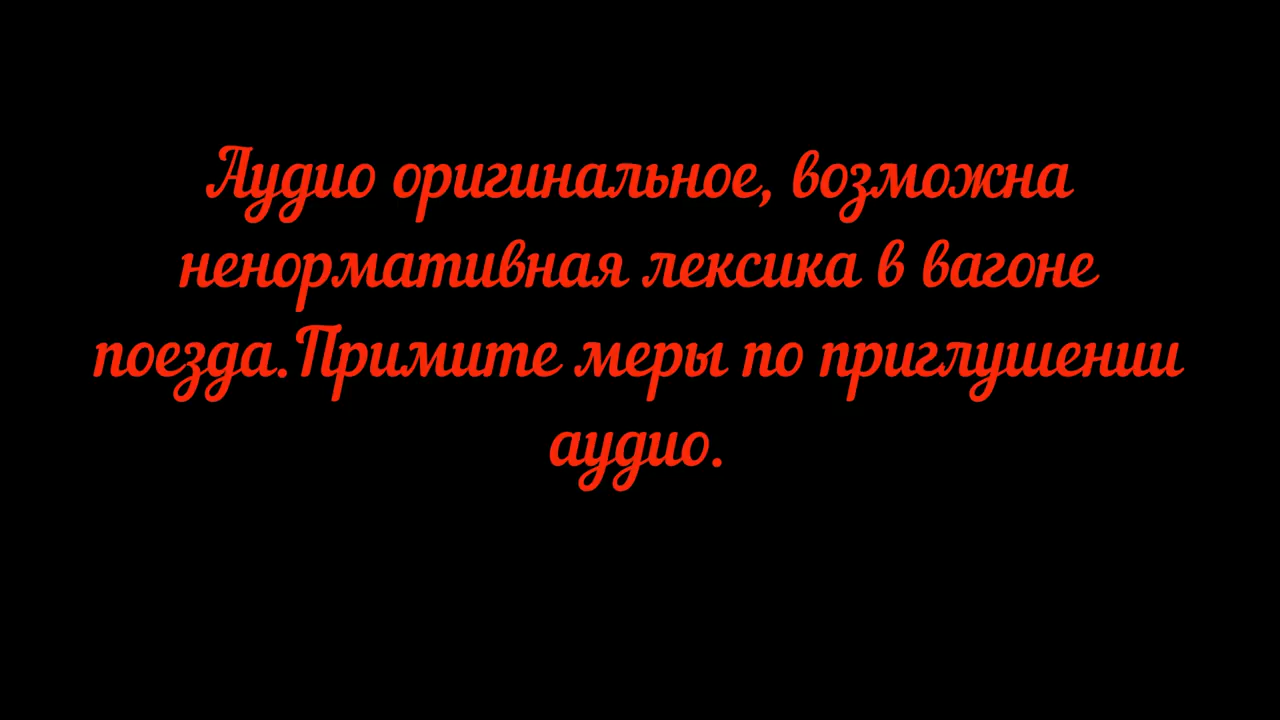 Аудио оригинальное, возможна
ненормативная лексика в вагоне
поезда.Примите меры по приглушении
аудио.